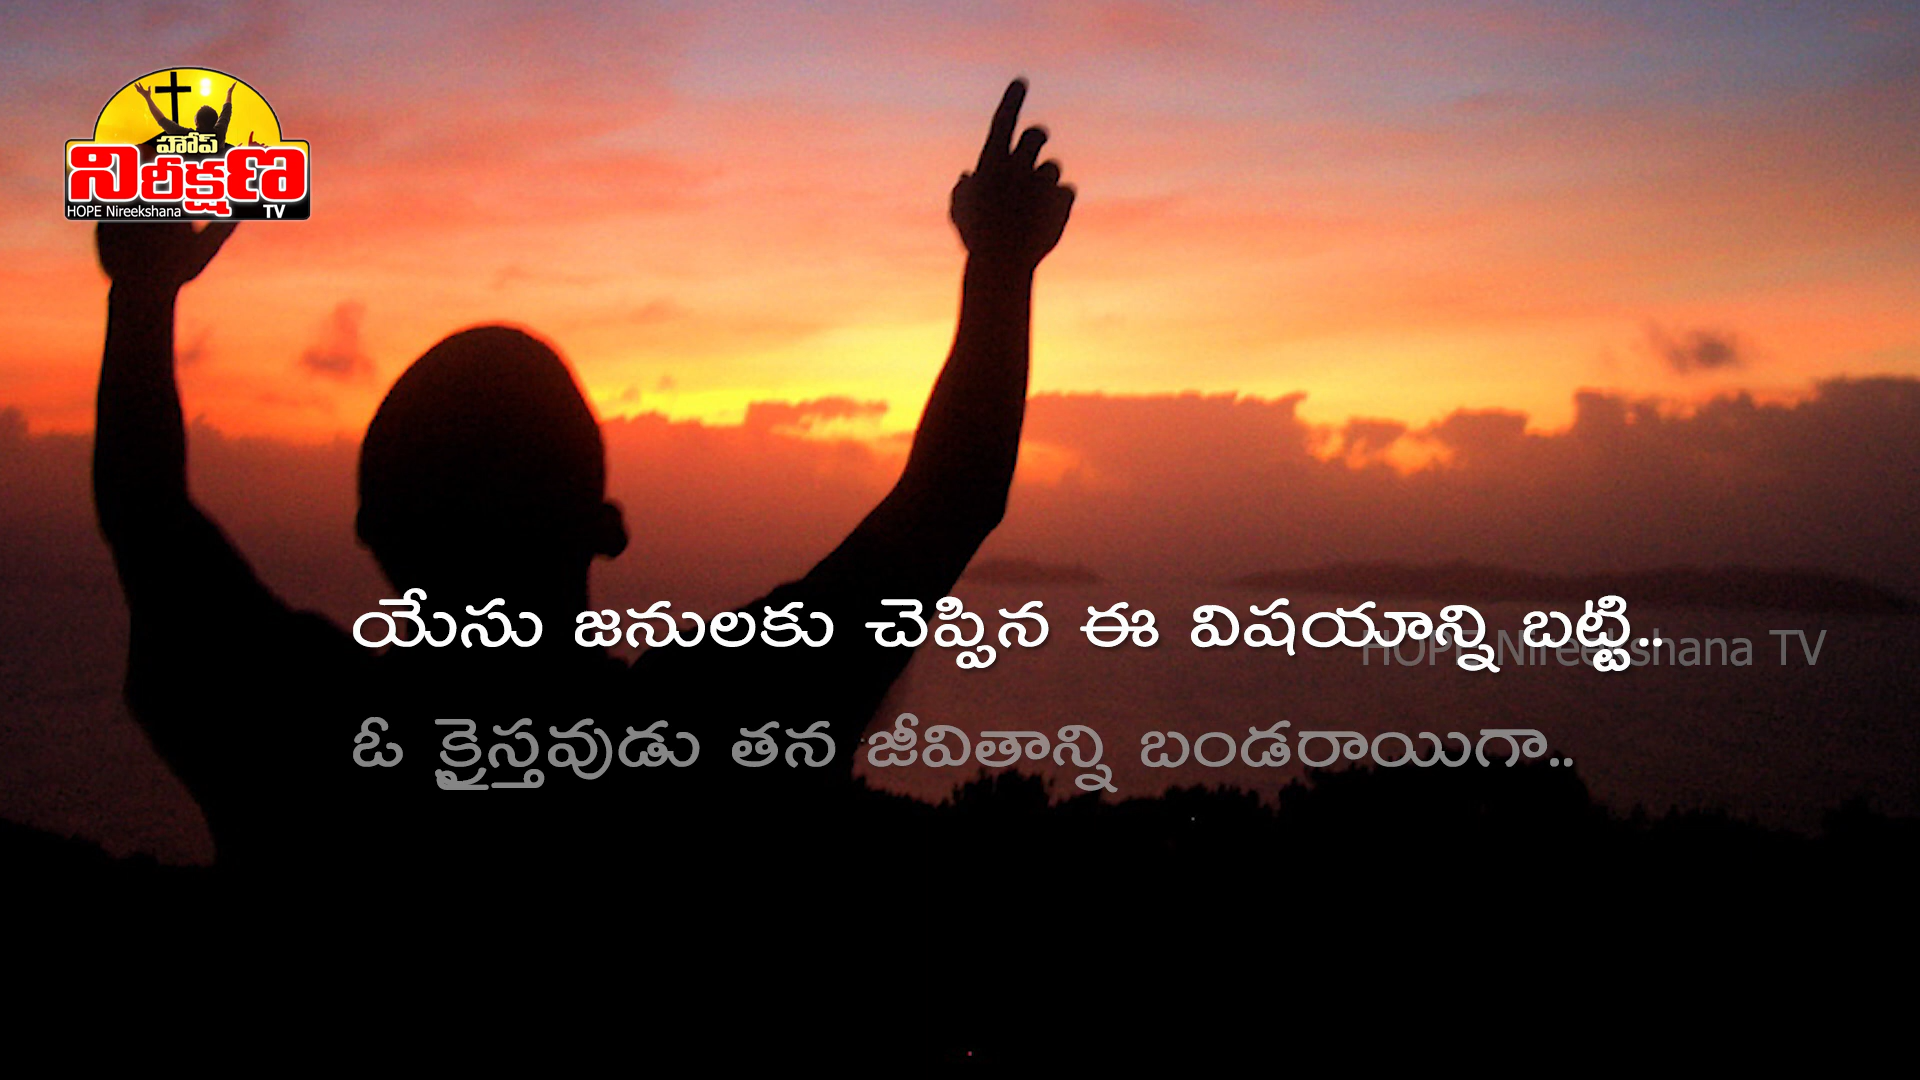 హోప్
నిరీక్షణ
HOPE Nireekshana TV
యేసు జనులకు చెప్పిన ఈ విషయాన్ని బట్టి..
HOPE Nireekshana TV
ఓ క్రైస్తవుడు తన జీవితాన్ని బండరాయిగా..